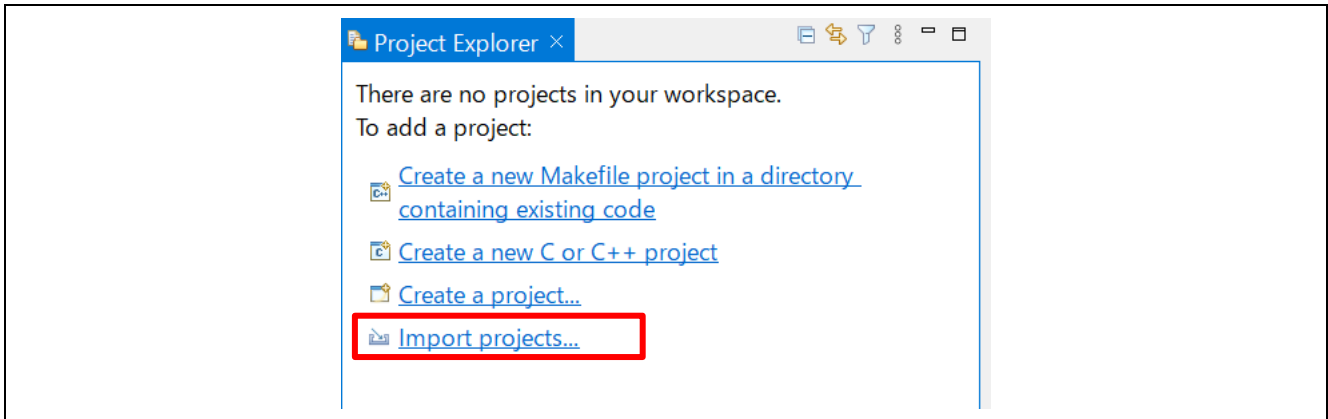 Project Explorer
There are no projects in your workspace.
To add a project:
Create a new Makefile project in a directory
containing existing code
Create a new C or C++ project
Create a project...
Import projects...